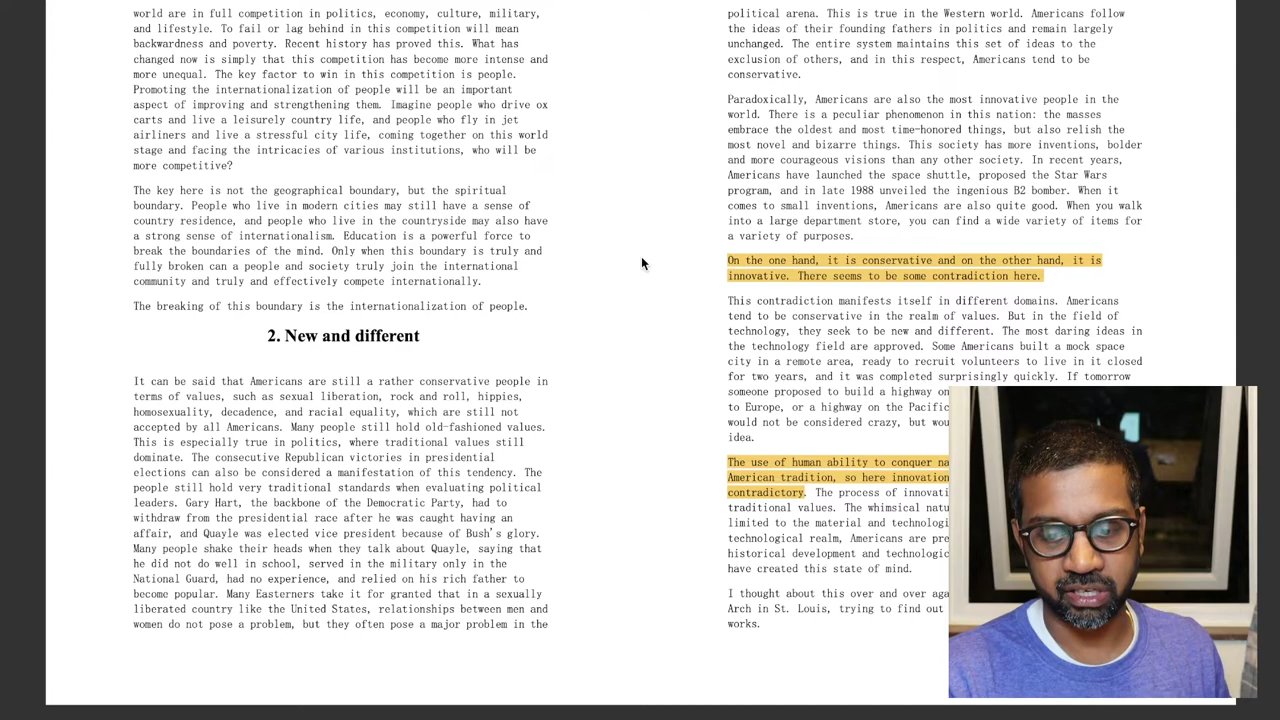 world are in full competition in politics, economy, culture, military,
and lifestyle. To fail or lag behind in this competition will mean
backwardness and poverty. Recent history has proved this. What has
changed now is simply that this competition has become more intense and
more unequal. The key factor to win in this competition is people.
Promoting the internationalization of people will be an important
aspect of improving and strengthening them. Imagine people who drive ox
carts and live a leisurely country life, and people who fly in jet
airliners and live a stressful city life, coming together on this world
stage and facing the intricacies of various institutions, who will be
more competitive?
The key here is not the geographical boundary, but the spiritual
boundary. People who live in modern cities may still have a sense of
country residence, and people who live in the countryside may also have
a strong sense of internationalism. Education is a powerful force to
break the boundaries of the mind. Only when this boundary is truly and
fully broken can a people and society truly join the international
community and truly and effectively compete internationally.
The breaking of this boundary is the internationalization of people.
2. New and different
It can be said that Americans are still a rather conservative people in
terms of values, such as sexual liberation, rock and roll, hippies,
homosexuality, decadence, and racial equality, which are still not
accepted by all Americans. Many people still hold old-fashioned values.
This is especially true in politics, where traditional values still
dominate. The consecutive Republican victories in presidential
elections can also be considered a manifestation of this tendency. The
people still hold very traditional standards when evaluating political
leaders. Gary Hart, the backbone of the Democratic Party, had to
withdraw from the presidential race after he was caught having an
affair, and Quayle was elected vice president because of Bush's glory.
Many people shake their heads when they talk about Quayle, saying that
he did not do well in school, served in the military only in the
National Guard, had no experience, and relied on his rich father to
become popular. Many Easterners take it for granted that in a sexually
liberated country like the United States, relationships between men and
women do not pose a problem, but they often pose a major problem in the
political arena. This is true in the Western world. Americans follow
the ideas of their founding fathers in politics and remain largely
unchanged. The entire system maintains this set of ideas to the
exclusion of others, and in this respect, Americans tend to be
conservative.
Paradoxically, Americans are also the most innovative people in the
world. There is a peculiar phenomenon in this nation: the masses
embrace the oldest and most time-honored things, but also relish the
most novel and bizarre things. This society has more inventions, bolder
and more courageous visions than any other society. In recent years,
Americans have launched the space shuttle, proposed the Star Wars
program, and in late 1988 unveiled the ingenious B2 bomber. When it
comes to small inventions, Americans are also quite good. When you walk
into a large department store, you can find a wide variety of items for
a variety of purposes.
On the one hand, it is conservative and on the other hand, it is
innovative. There seems to be some contradiction here.
This contradiction manifests itself in different domains. Americans
tend to be conservative in the realm of values. But in the field of
technology, they seek to be new and different. The most daring ideas in
the technology field are approved. Some Americans built a mock space
city in a remote area, ready to recruit volunteers to live in it closed
for two years, and it was completed surprisingly quickly. If tomorrow
someone proposed to build a highway on
to Europe, or a highway on the Pacific
would not be considered crazy, but
idea.
The use of human ability to conquer
American tradition, so here innovation
contradictory. The process of
traditional values. The whimsical
limited to the material and
technological realm, Americans are
historical development and
have created this state of mind.
I thought about this over and over
Arch in St. Louis, trying to find out
works.